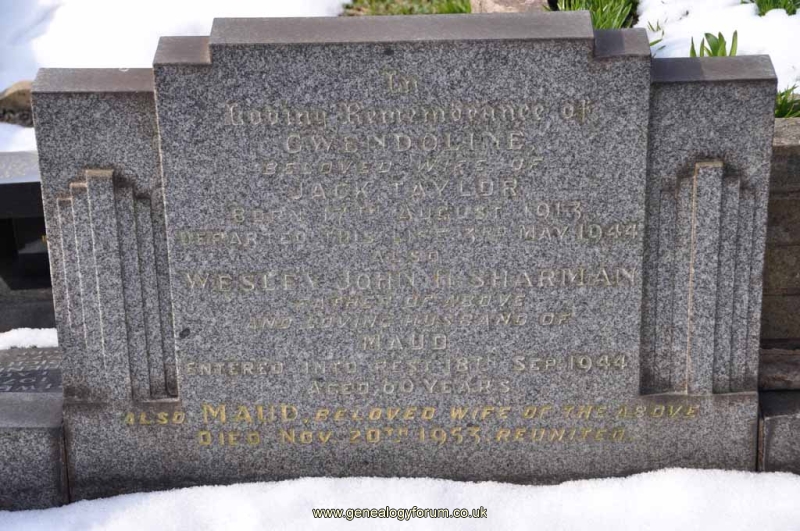 In
Loving Remembrance of
GWENDOLINE
BELOVED WIFE OF
JACK TAYLOR
BORN 17TH AUGUST 1913
DEPARTED THIS LIFE 3RD MAY 1944
ALSO
WESLEY JOHN H. SHARMAN
FATHER OF ABOVE
AND LOVING HUSBAND OF
MAUD
ENTERED INTO REST 18TH SEP. 1944
AGED 60 YEARS
ALSO MAUD, BELOVED WIFE OF THE ABOVE
DIED NOV. 20TH 1953. REUNITED.
www.genealogyforum.co.uk